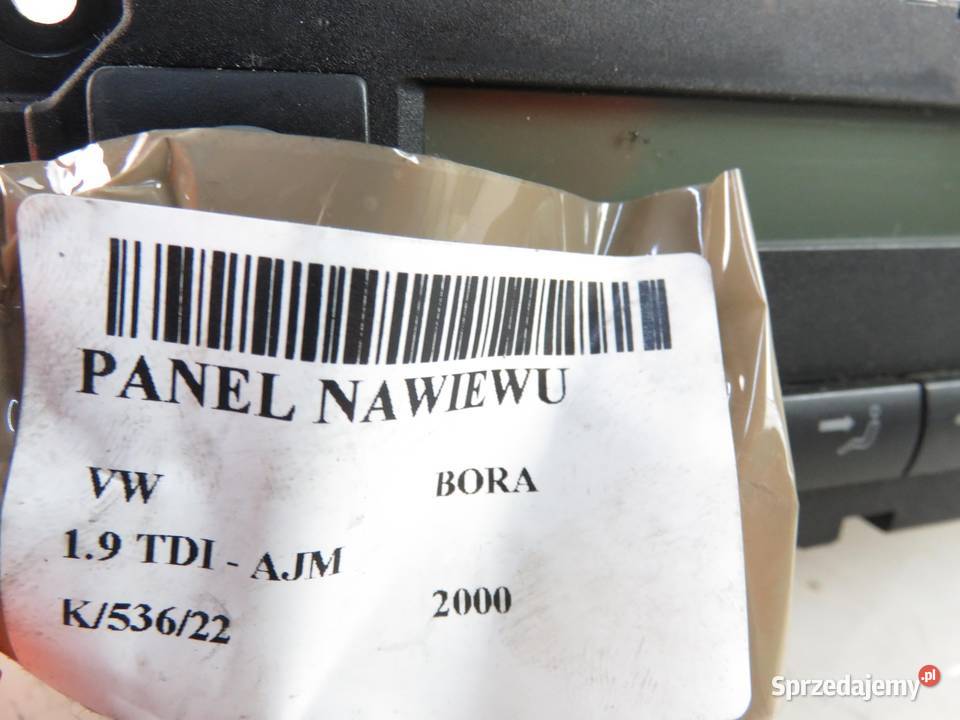 PANEL NAWIEWU
VW BORA
1.9 TDI - AJM
K/536/22 2000
Sprzedajemy.pl